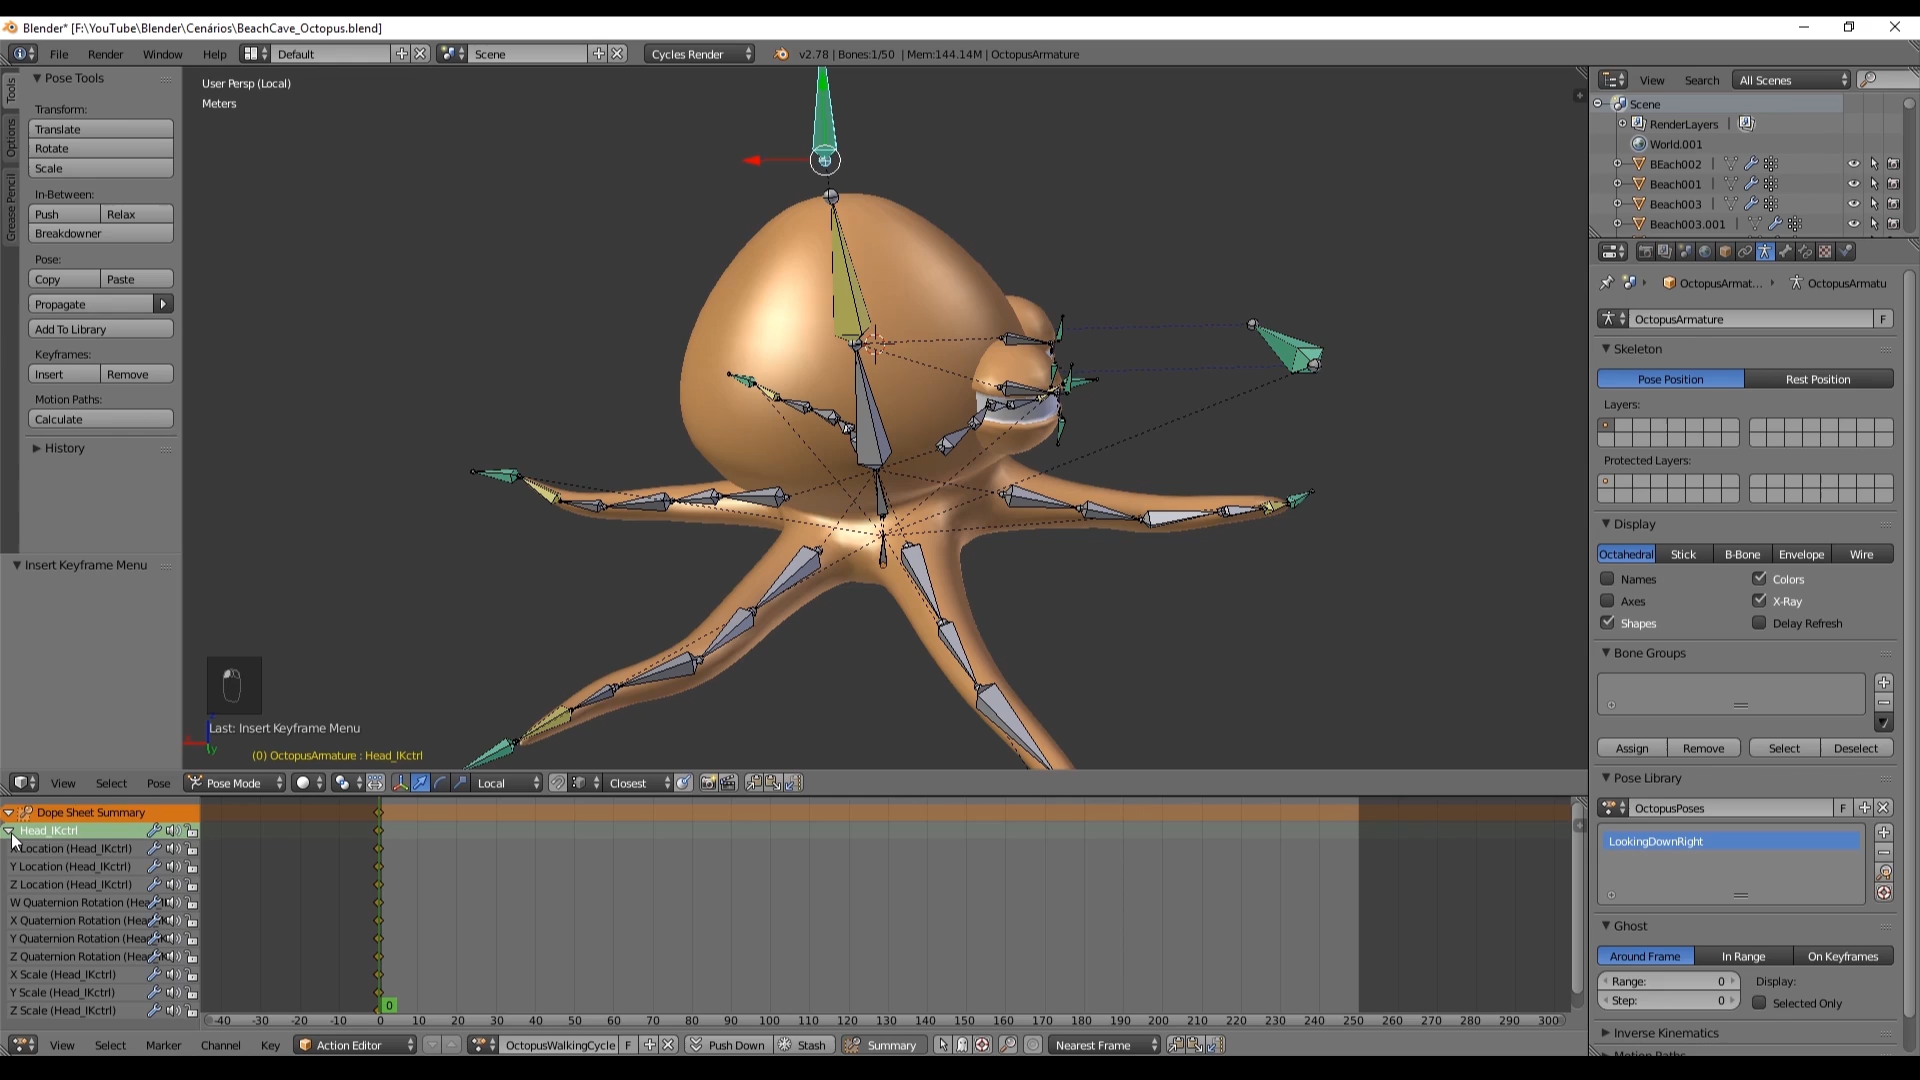 Blender* [F:\YouTube\Blender\Cenários\BeachCave_Octopus.blend]
File Render Window Help Default Scene Cycles Render v2.78 | Bones:1/50 | Mem:144.14M | OctopusArmature
Tools
Options
Grease Pencil
Pose Tools
Transform:
Translate
Rotate
Scale
In-Between:
Push Relax
Breakdowner
Pose:
Copy Paste
Propagate
Add To Library
Keyframes:
Insert Remove
Motion Paths:
Calculate
History
Insert Keyframe Menu
User Persp (Local)
Meters
Last: Insert Keyframe Menu
(0) OctopusArmature : Head_IKctrl
View Select Pose Pose Mode Local Closest
View Search All Scenes
Scene
RenderLayers |
World.001
BEach002
Beach001
Beach003
Beach003.001
OctopusArmat... OctopusArmatu
OctopusArmature F
Skeleton
Pose Position Rest Position
Layers:
Protected Layers:
Display
Octahedral Stick B-Bone Envelope Wire
Names Colors
Axes X-Ray
Shapes Delay Refresh
Bone Groups
Assign Remove Select Deselect
Pose Library
OctopusPoses F
LookingDownRight
Ghost
Around Frame In Range On Keyframes
Range: 0 Display:
Step: 0 Selected Only
Inverse Kinematics
Dope Sheet Summary
Head_IKctrl
Location (Head_IKctrl)
Y Location (Head_IKctrl)
Z Location (Head_IKctrl)
W Quaternion Rotation (Hea
X Quaternion Rotation (Hea
Y Quaternion Rotation (Hea
Z Quaternion Rotation (Hea
X Scale (Head_IKctrl)
Y Scale (Head_IKctrl)
Z Scale (Head_IKctrl)
0
-40 -30 -20 -10 0 10 20 30 40 50 60 70 80 90 100 110 120 130 140 150 160 170 180 190 200 210 220 230 240 250 260 270 280 290 300
View Select Marker Channel Key Action Editor OctopusWalkingCycle F Push Down Stash Summary Nearest Frame